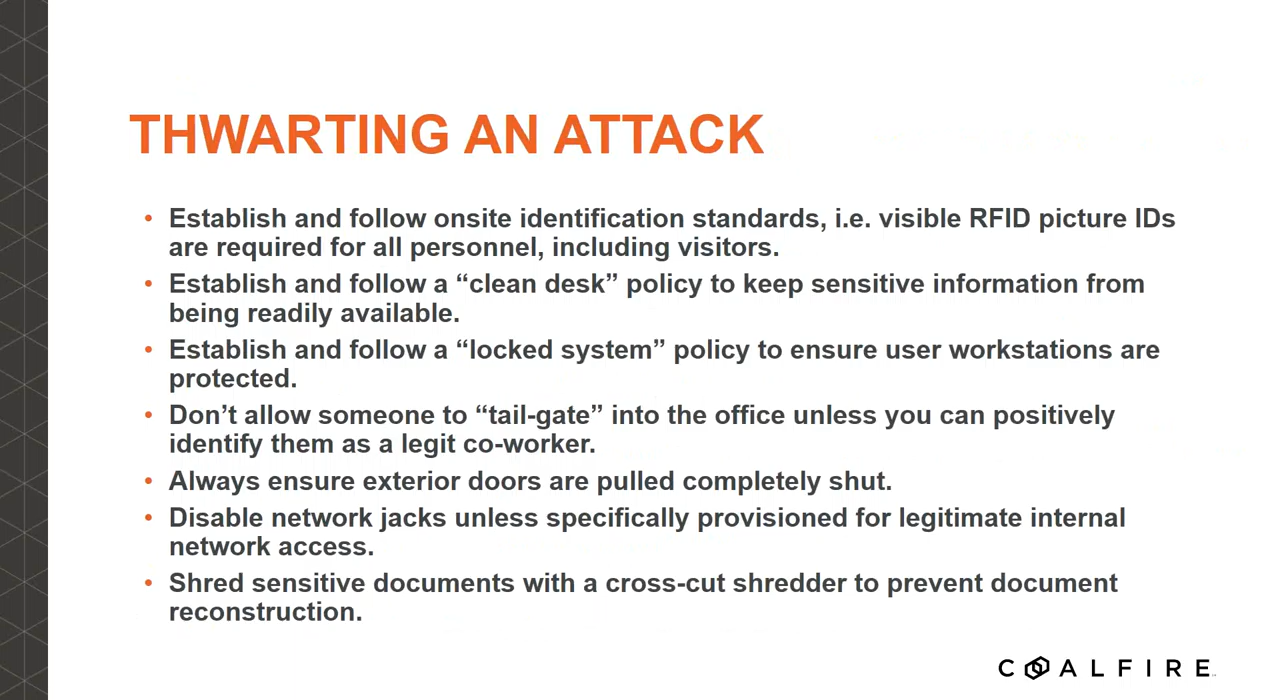 THWARTING AN ATTACK
• Establish and follow onsite identification standards, i.e. visible RFID picture IDs
are required for all personnel, including visitors.
• Establish and follow a “clean desk” policy to keep sensitive information from
being readily available.
• Establish and follow a “locked system” policy to ensure user workstations are
protected.
• Don’t allow someone to “tail-gate” into the office unless you can positively
identify them as a legit co-worker.
• Always ensure exterior doors are pulled completely shut.
• Disable network jacks unless specifically provisioned for legitimate internal
network access.
• Shred sensitive documents with a cross-cut shredder to prevent document
reconstruction.
COALFIRE